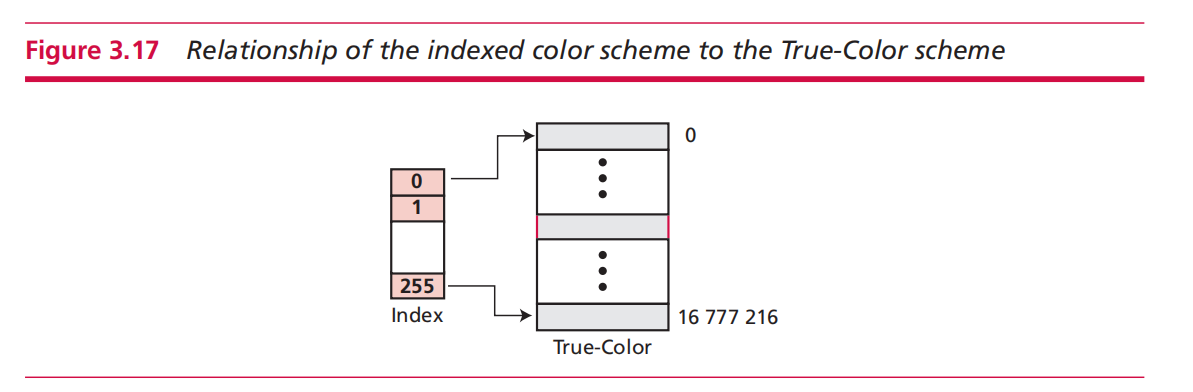 Figure 3.17 Relationship of the indexed color scheme to the True-Color scheme
0
0
1
255
Index
16 777 216
True-Color